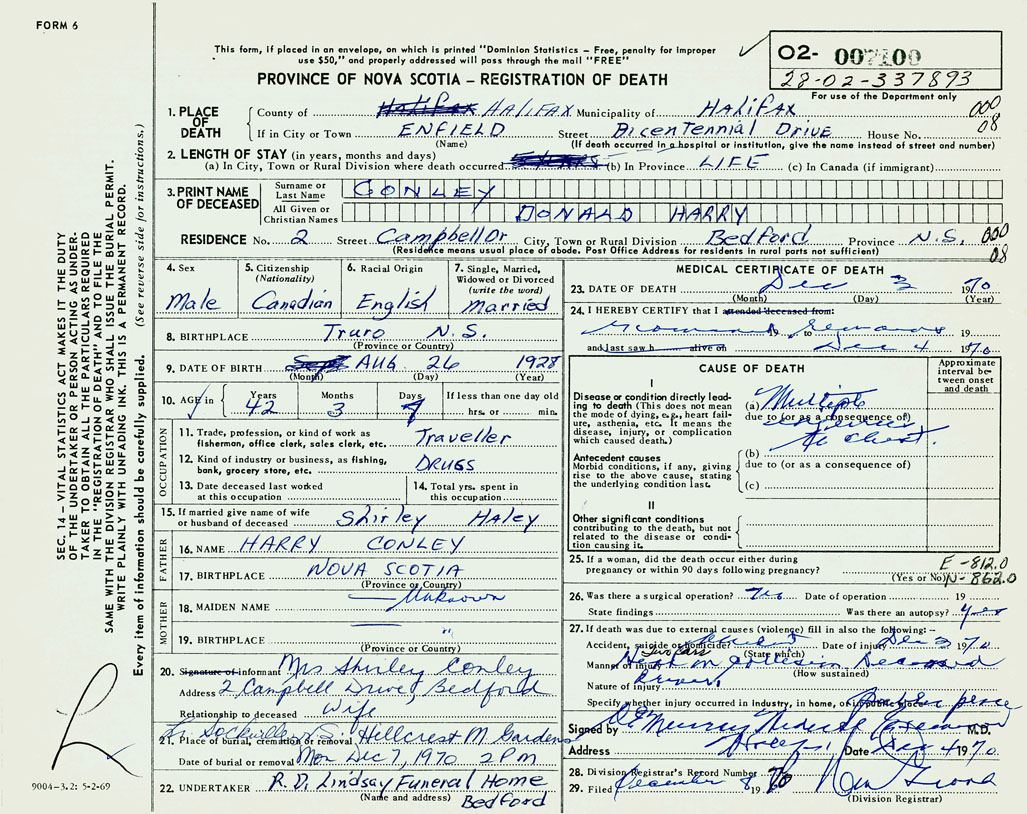 FORM 6
This form, if placed in an envelope, on which is printed "Dominion Statistics – Free, penalty for improper
use $50," and properly addressed will pass through the mail "FREE"
PROVINCE OF NOVA SCOTIA – REGISTRATION OF DEATH
02- 007100
28-02-337893
For use of the Department only
1. PLACE OF DEATH
County of Halifax HALIFAX Municipality of HALIFAX 000
If in City or Town ENFIELD Street Bicentennial Drive House No. 08
(Name) (If death occurred in a hospital or institution, give the name instead of street and number)
2. LENGTH OF STAY (in years, months and days)
(a) In City, Town or Rural Division where death occurred (b) In Province LIFE (c) In Canada (if immigrant)
3. PRINT NAME OF DECEASED
Surname or Last Name CONLEY
All Given or Christian Names DONALD HARRY
RESIDENCE No. 2 Street Campbell Dr City, Town or Rural Division Bedford Province N.S. 000
(Residence means usual place of abode. Post Office Address for residents in rural parts not sufficient) 08
4. Sex Male
5. Citizenship (Nationality) Canadian
6. Racial Origin English
7. Single, Married, Widowed or Divorced (write the word) Married
8. BIRTHPLACE Truro N.S.
(Province or Country)
9. DATE OF BIRTH Sept AUG 26 1928
(Month) (Day) (Year)
10. AGE in Years 42 Months 3 Days 7 If less than one day old hrs. or min.
OCCUPATION
11. Trade, profession, or kind of work as
fisherman, office clerk, sales clerk, etc. Traveller
12. Kind of industry or business, as fishing,
bank, grocery store, etc. DRUGS
13. Date deceased last worked
at this occupation
14. Total yrs. spent in
this occupation
15. If married give name of wife
or husband of deceased Shirley Haley
FATHER
16. NAME HARRY CONLEY
17. BIRTHPLACE NOVA SCOTIA
(Province or Country)
MOTHER
18. MAIDEN NAME Unknown
19. BIRTHPLACE "
(Province or Country)
20. Signature of informant Mrs Shirley Conley
Address 2 Campbell Drive, Bedford
Relationship to deceased Wife
Sackville N.S.
21. Place of burial, cremation or removal Hillcrest M Gardens
Date of burial or removal Mon Dec 7, 1970 2 PM
22. UNDERTAKER R. D. Lindsay Funeral Home
(Name and address) Bedford
MEDICAL CERTIFICATE OF DEATH
23. DATE OF DEATH Dec 3 1970
(Month) (Day) (Year)
24. I HEREBY CERTIFY that I attended deceased from:
19 to remains 19
and last saw h alive on Dec 4 1970
CAUSE OF DEATH
Approximate interval between onset and death
I
Disease or condition directly leading to death (This does not
mean the mode of dying, e.g., heart failure, asthenia, etc. It means the
disease, injury, or complication which caused death.)
(a) Multiple
due to (or as a consequence of)
injuries
to chest.
Antecedent causes
Morbid conditions, if any, giving
rise to the above cause, stating
the underlying condition last.
(b)
due to (or as a consequence of)
(c)
II
Other significant conditions
contributing to the death, but not
related to the disease or condition causing it.
25. If a woman, did the death occur either during
pregnancy or within 90 days following pregnancy? E-812.0
(Yes or No) N-862.0
26. Was there a surgical operation? No Date of operation 19
State findings Was there an autopsy? Yes
27. If death was due to external causes (violence) fill in also the following:–
Accident, suicide or homicide? Accident Date of injury Dec 3 1970
(State which)
Two cars
Manner of injury Head on Collision Deceased
(How sustained)
Nature of injury Driver
Specify whether injury occurred in Industry, in home, or in public place
Signed by M.D.
Address Date Dec 4 1970
28. Division Registrar's Record Number
29. Filed December 8 1970
(Division Registrar)
SEC. 14 – VITAL STATISTICS ACT MAKES IT THE DUTY
OF THE UNDERTAKER OR PERSON ACTING AS UNDERTAKER
TO OBTAIN ALL THE PARTICULARS REQUIRED
IN THE "REGISTRATION OF DEATH" AND TO FILE THE
SAME WITH THE DIVISION REGISTRAR WHO SHALL ISSUE THE BURIAL PERMIT.
WRITE PLAINLY WITH UNFADING INK. THIS IS A PERMANENT RECORD.
Every item of information should be carefully supplied. (See reverse side for instructions.)
9004-3.2: 5-2-69